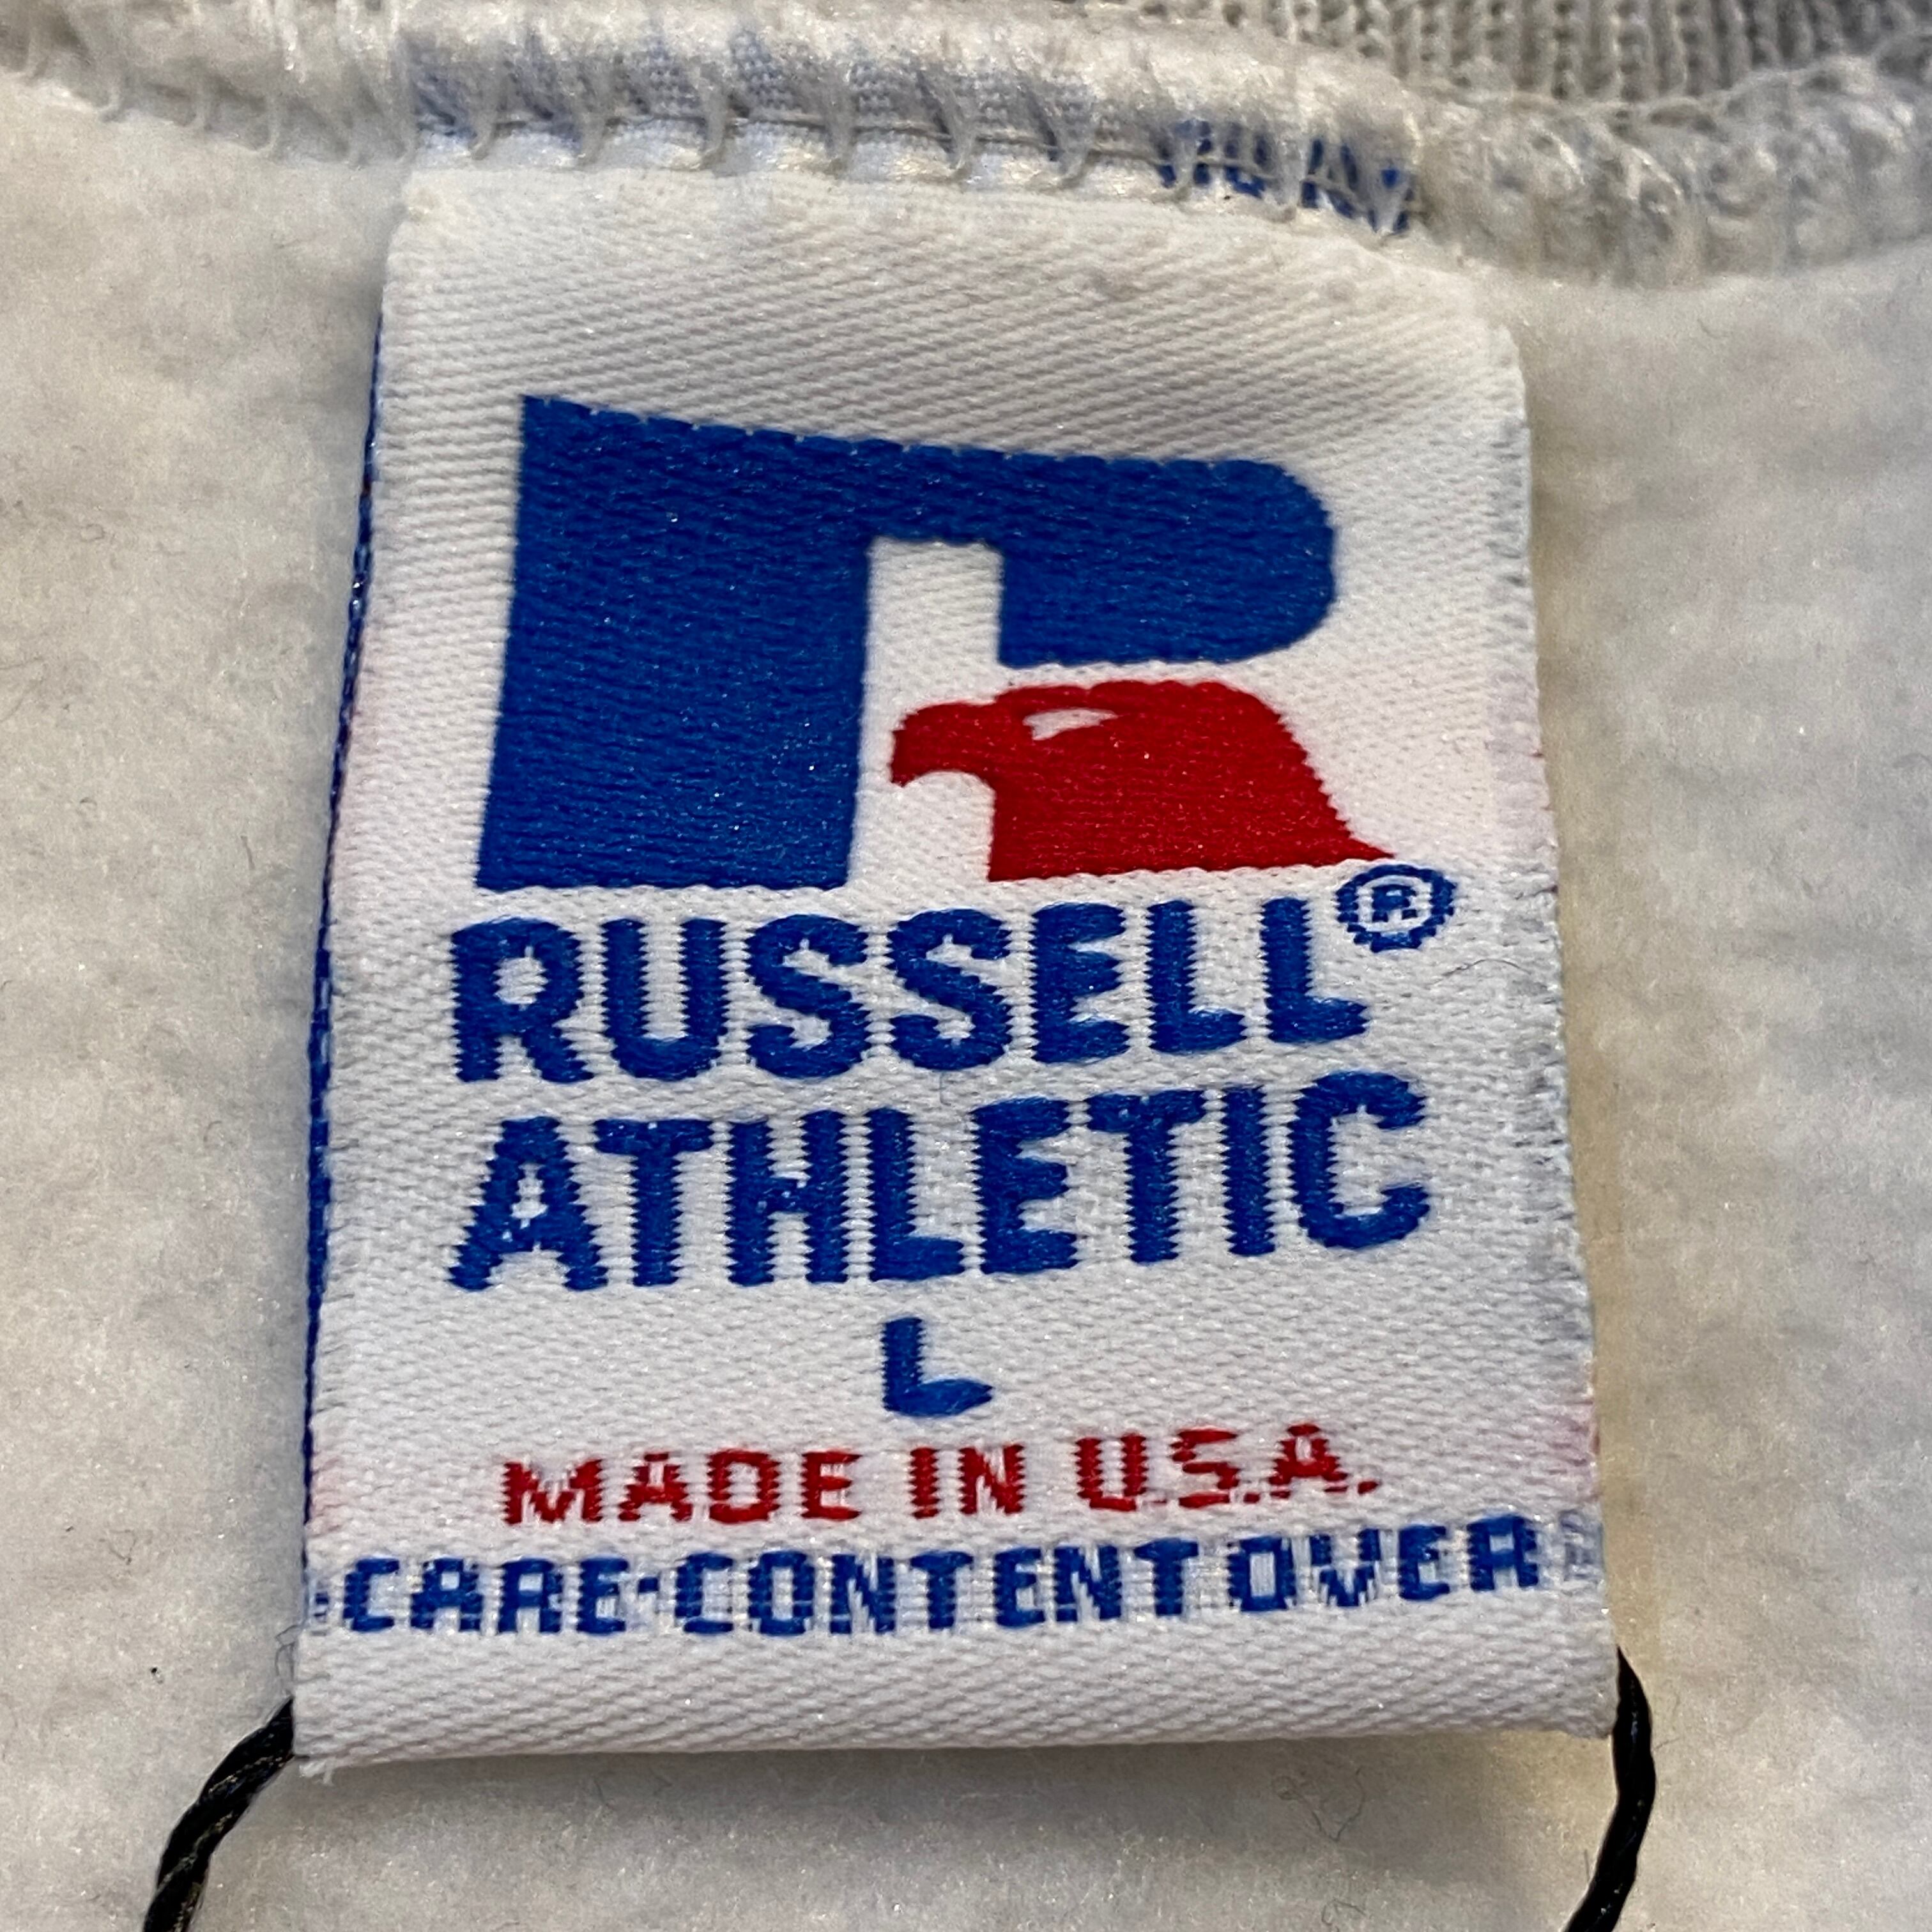 RUSSELL®
ATHLETIC
L
MADE IN U.S.A.
CARE·CONTENT OVER